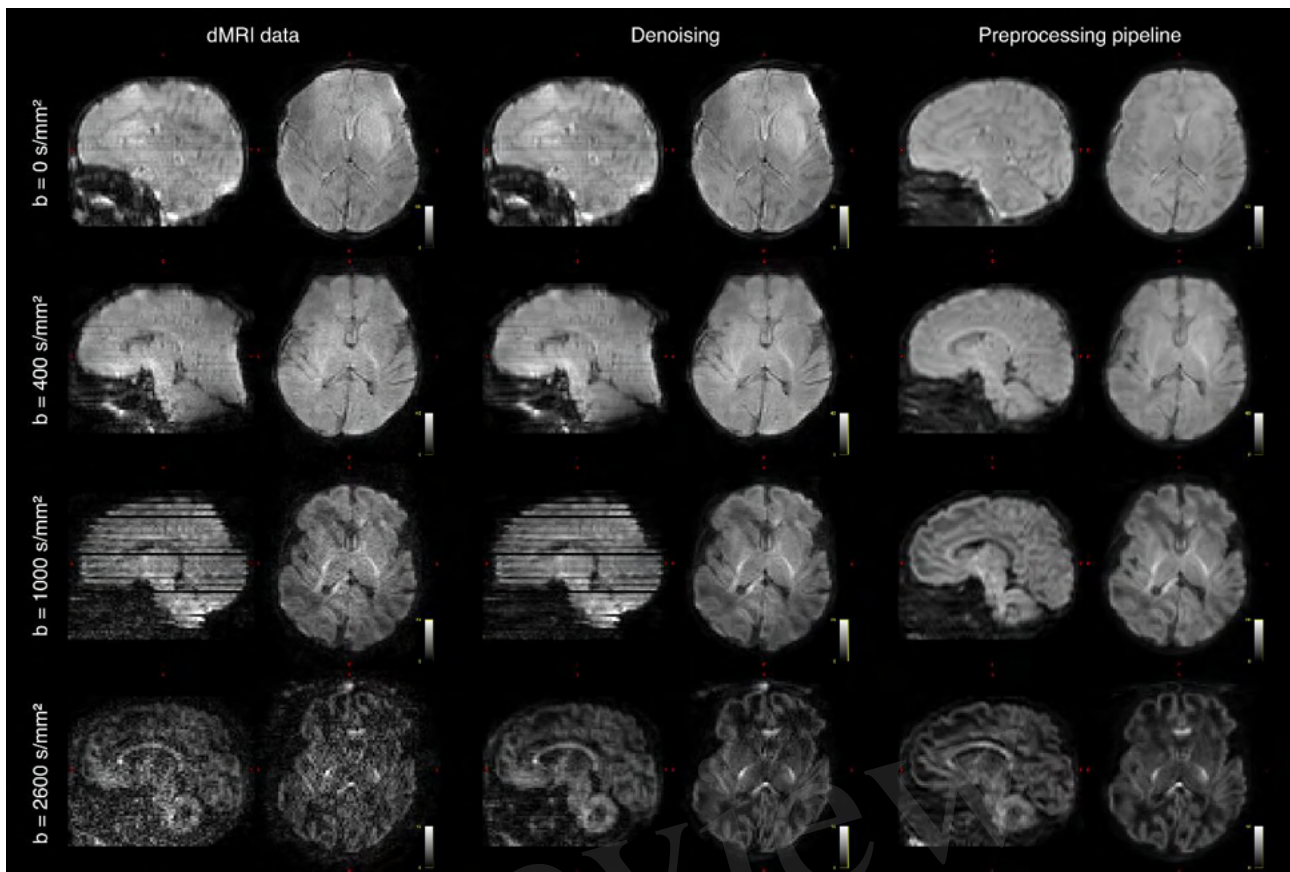 dMRI data
Denoising
Preprocessing pipeline
b = 0 s/mm²
b = 400 s/mm²
b = 1000 s/mm²
b = 2600 s/mm²